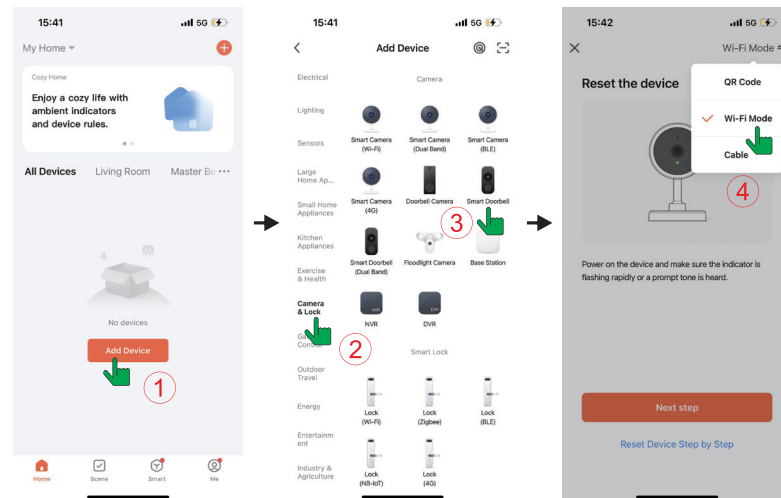 15:41
5G
My Home
Cozy Home
Enjoy a cozy life with
ambient indicators
and device rules.
All Devices
Living Room
Master Be
No devices
Add Device
1
Home
Scene
Smart
Me
15:41
5G
Add Device
Electrical
Lighting
Sensors
Large
Home Ap...
Small Home
Appliances
Kitchen
Appliances
Exercise
& Health
Camera
& Lock
Outdoor
Travel
Energy
Entertainm
ent
Industry &
Agriculture
Camera
Smart Camera
(Wi-Fi)
Smart Camera
(Dual Band)
Smart Camera
(BLE)
Smart Camera
(4G)
Doorbell Camera
Smart Doorbell
Smart Doorbell
(Dual Band)
Floodlight Camera
Base Station
NVR
DVR
Smart Lock
Lock
(Wi-Fi)
Lock
(Zigbee)
Lock
(BLE)
Lock
(NB-IoT)
Lock
(4G)
2
3
15:42
5G
Wi-Fi Mode
Reset the device
QR Code
Wi-Fi Mode
Cable
4
Power on the device and make sure the indicator is
flashing rapidly or a prompt tone is heard.
Next step
Reset Device Step by Step